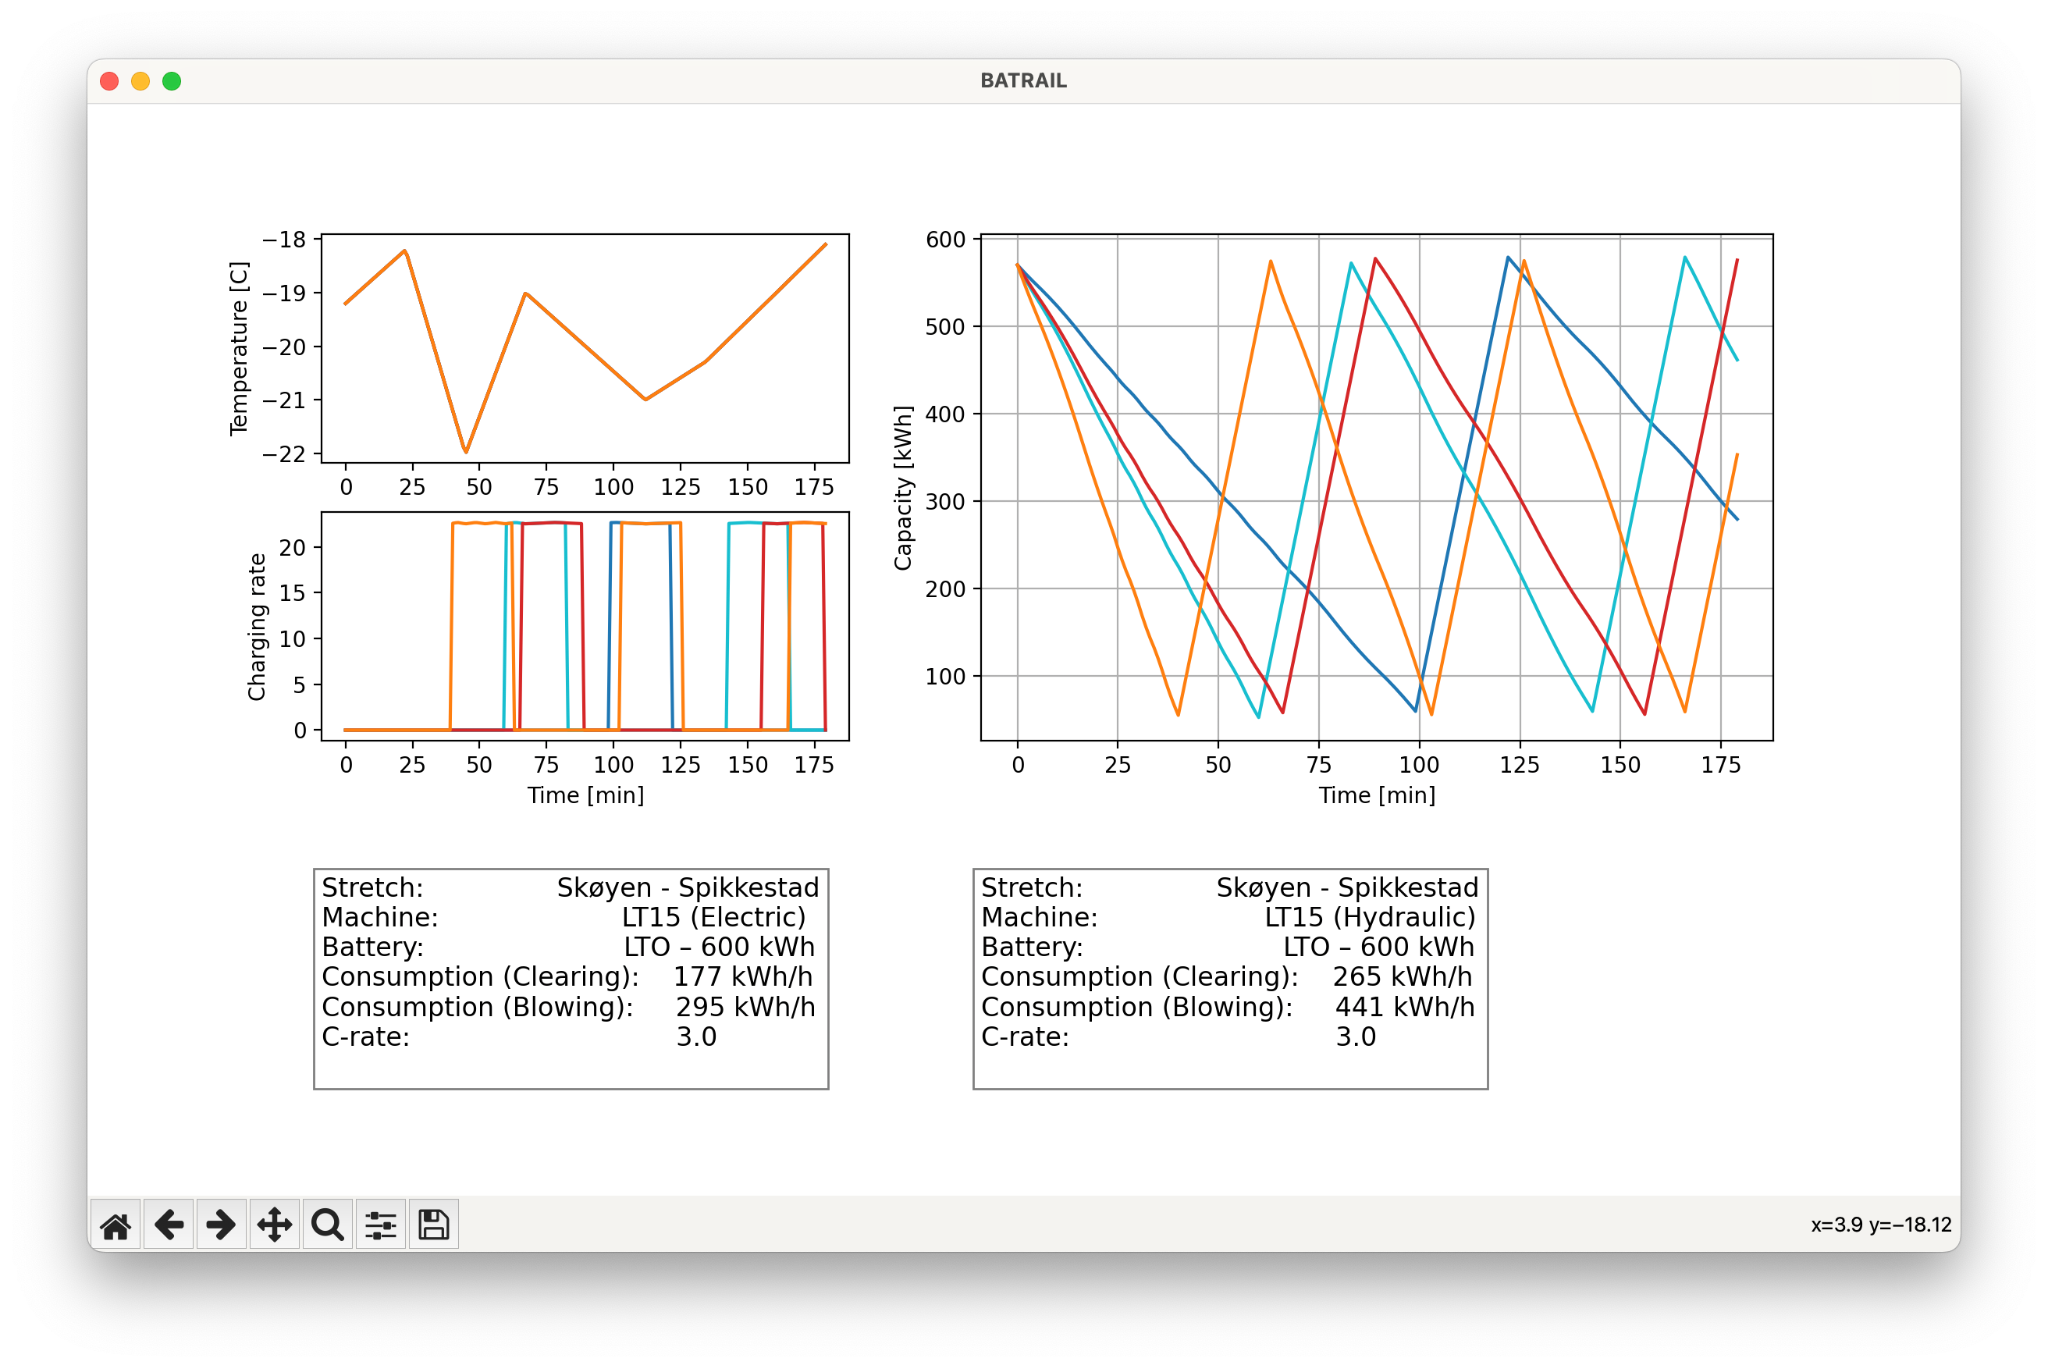 BATRAIL
−18
−19
−20
−21
−22
Temperature [C]
0 25 50 75 100 125 150 175
20
15
10
5
0
Charging rate
0 25 50 75 100 125 150 175
Time [min]
600
500
400
300
200
100
Capacity [kWh]
0 25 50 75 100 125 150 175
Time [min]
Stretch: Skøyen - Spikkestad
Machine: LT15 (Electric)
Battery: LTO – 600 kWh
Consumption (Clearing): 177 kWh/h
Consumption (Blowing): 295 kWh/h
C-rate: 3.0
Stretch: Skøyen - Spikkestad
Machine: LT15 (Hydraulic)
Battery: LTO – 600 kWh
Consumption (Clearing): 265 kWh/h
Consumption (Blowing): 441 kWh/h
C-rate: 3.0
x=3.9 y=−18.12